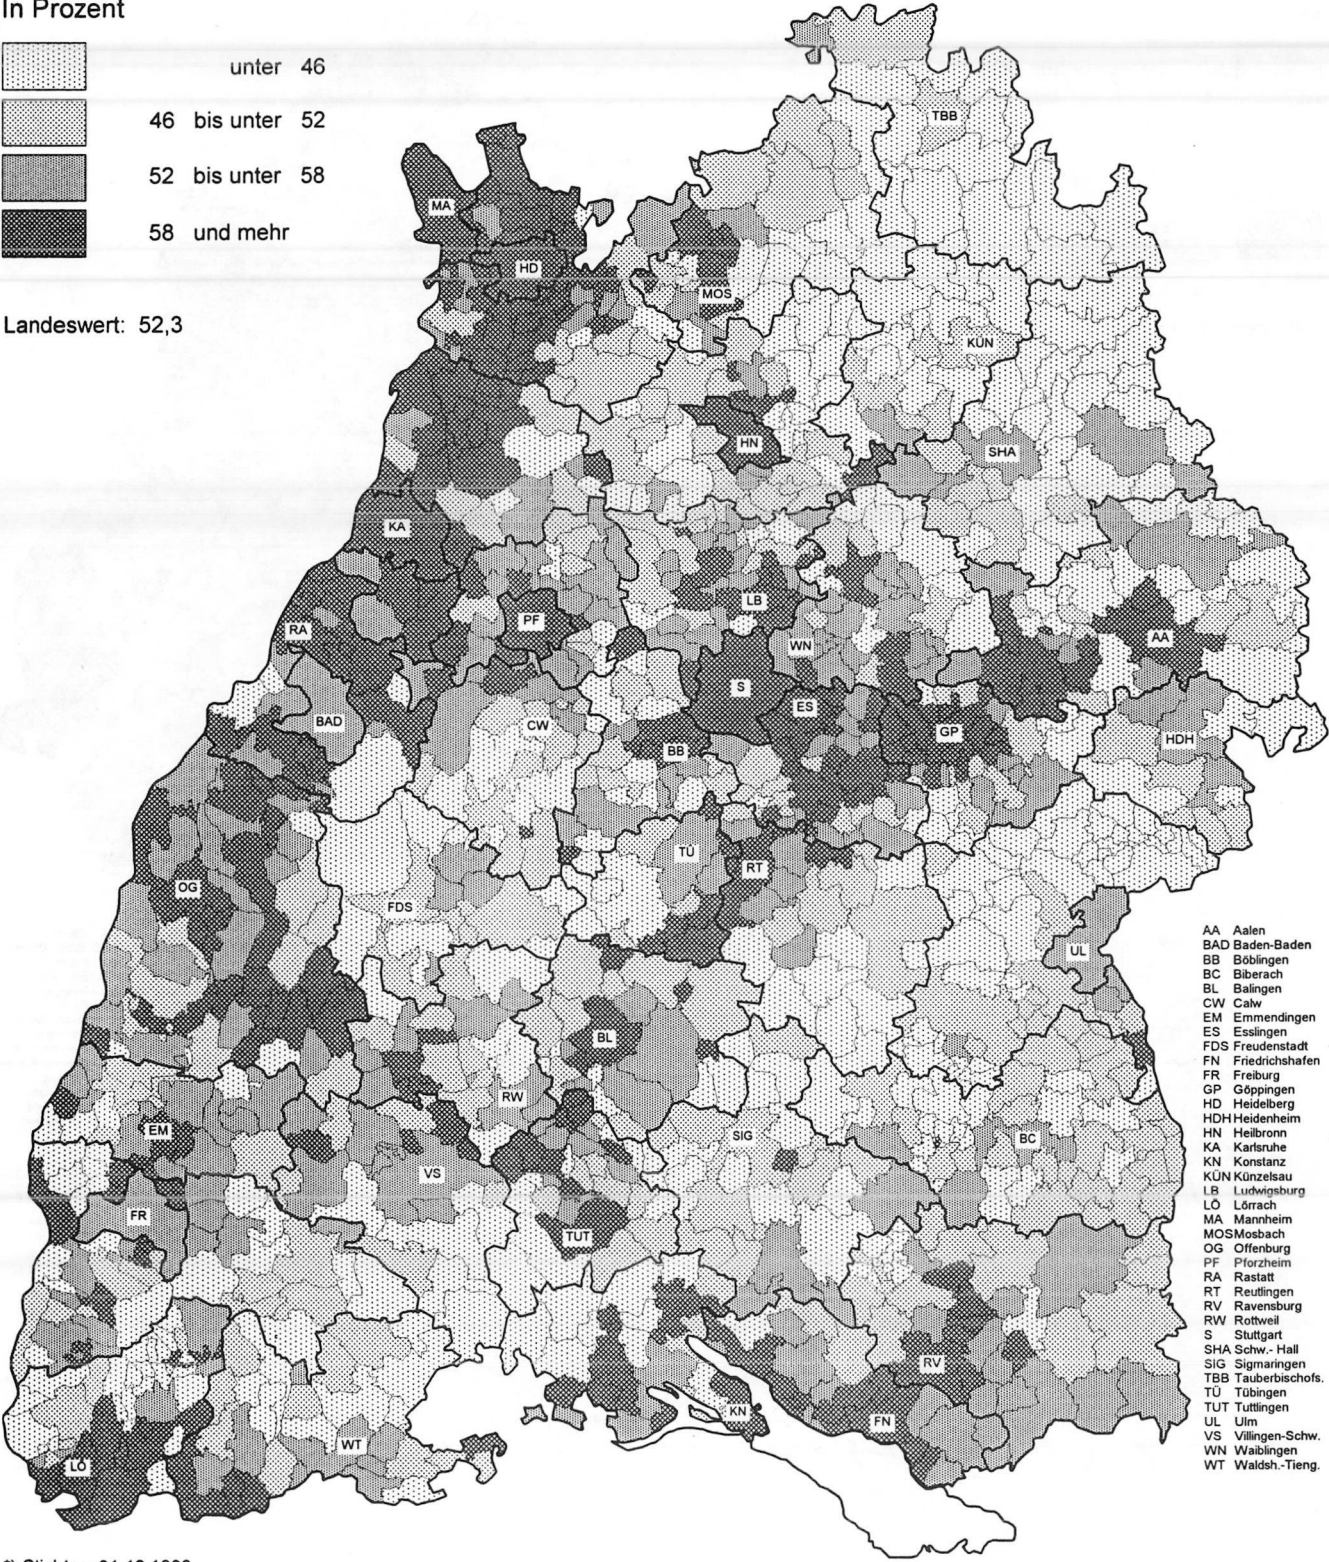 In Prozent
unter 46
46 bis unter 52
52 bis unter 58
58 und mehr
Landeswert: 52,3
TBB
MA
HD
MOS
KÜN
HN
SHA
KA
LB
PF
RA
WN
AA
S
ES
BAD
CW
GP
BB
HDH
TÜ
RT
OG
FDS
UL
BL
RW
EM
SIG
BC
VS
FR
TUT
RV
KN
FN
WT
LÖ
AA Aalen
BAD Baden-Baden
BB Böblingen
BC Biberach
BL Balingen
CW Calw
EM Emmendingen
ES Esslingen
FDS Freudenstadt
FN Friedrichshafen
FR Freiburg
GP Göppingen
HD Heidelberg
HDH Heidenheim
HN Heilbronn
KA Karlsruhe
KN Konstanz
KÜN Künzelsau
LB Ludwigsburg
LÖ Lörrach
MA Mannheim
MOS Mosbach
OG Offenburg
PF Pforzheim
RA Rastatt
RT Reutlingen
RV Ravensburg
RW Rottweil
S Stuttgart
SHA Schw.- Hall
SIG Sigmaringen
TBB Tauberbischofs.
TÜ Tübingen
TUT Tuttlingen
UL Ulm
VS Villingen-Schw.
WN Waiblingen
WT Waldsh.-Tieng.